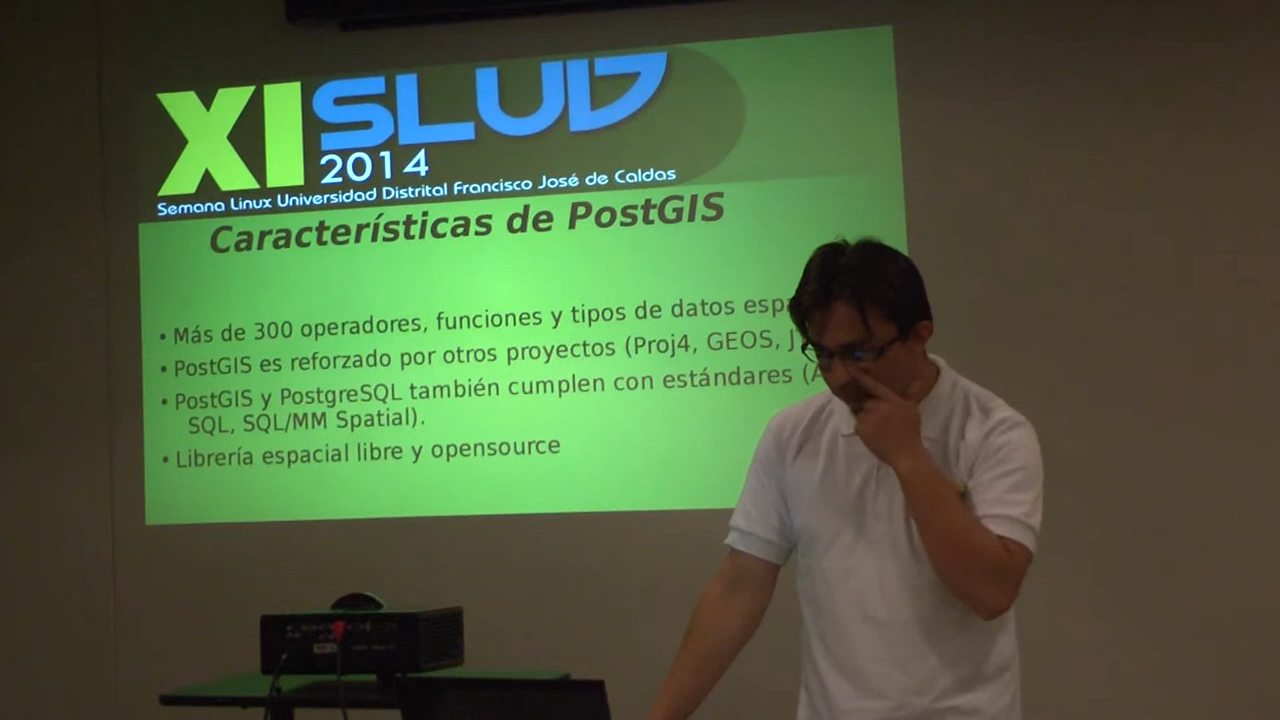 XI SLUD
2014
Semana Linux Universidad Distrital Francisco José de Caldas
Características de PostGIS
• Más de 300 operadores, funciones y tipos de datos
• PostGIS es reforzado por otros proyectos (Proj4, GEOS,
• PostGIS y PostgreSQL también cumplen con estándares
SQL, SQL/MM Spatial).
• Librería espacial libre y opensource